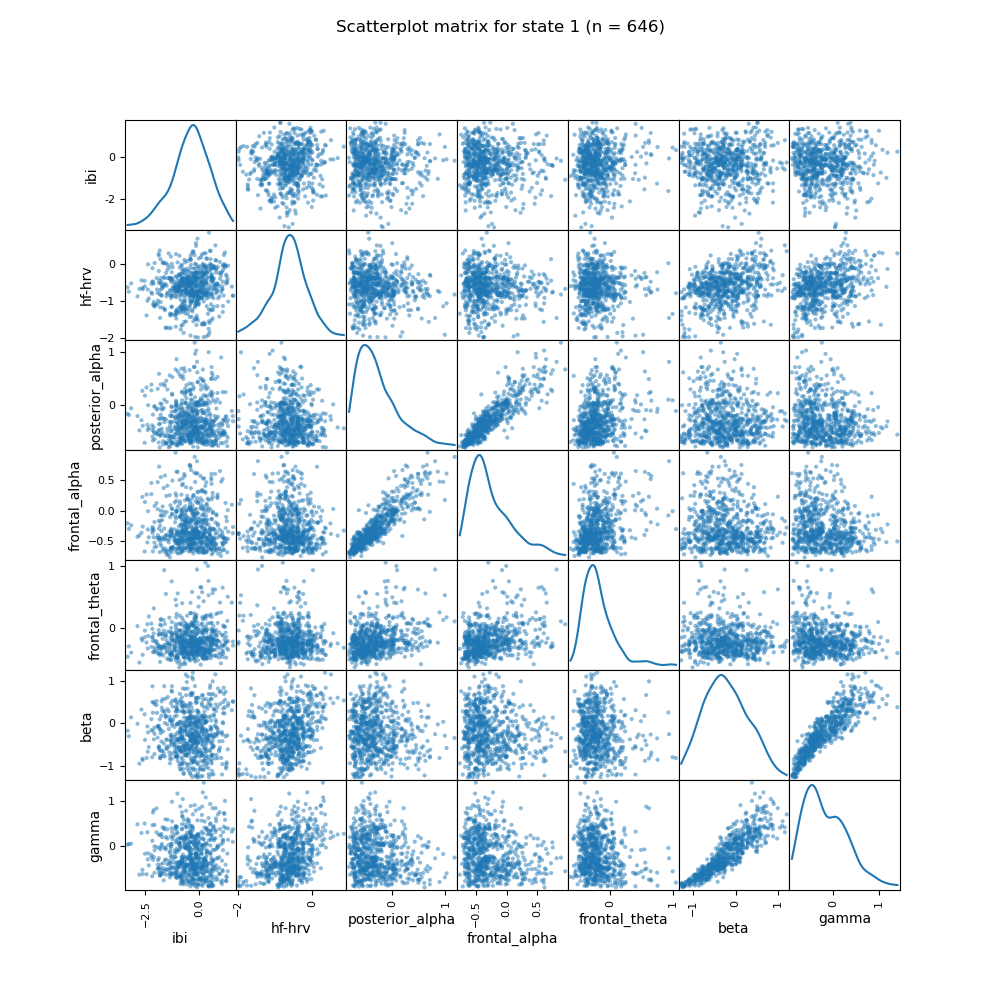 Scatterplot matrix for state 1 (n = 646)
ibi
0
−2
hf-hrv
0
−1
−2
posterior_alpha
1
0
frontal_alpha
0.5
0.0
−0.5
frontal_theta
1
0
beta
1
0
−1
gamma
1
0
−2.5
0.0
−2
0
0
1
−0.5
0.0
0.5
0
1
−1
0
1
0
1
ibi
hf-hrv
posterior_alpha
frontal_alpha
frontal_theta
beta
gamma